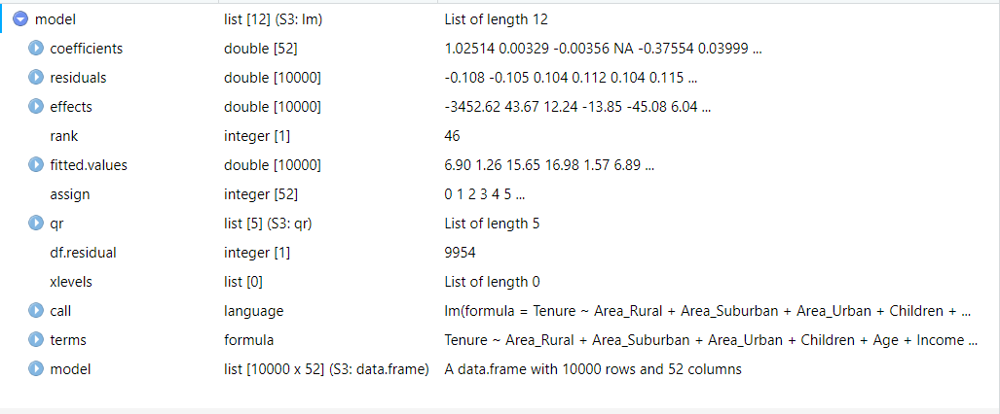 model list [12] (S3: lm) List of length 12
coefficients double [52] 1.02514 0.00329 -0.00356 NA -0.37554 0.03999 ...
residuals double [10000] -0.108 -0.105 0.104 0.112 0.104 0.115 ...
effects double [10000] -3452.62 43.67 12.24 -13.85 -45.08 6.04 ...
rank integer [1] 46
fitted.values double [10000] 6.90 1.26 15.65 16.98 1.57 6.89 ...
assign integer [52] 0 1 2 3 4 5 ...
qr list [5] (S3: qr) List of length 5
df.residual integer [1] 9954
xlevels list [0] List of length 0
call language lm(formula = Tenure ~ Area_Rural + Area_Suburban + Area_Urban + Children + ...
terms formula Tenure ~ Area_Rural + Area_Suburban + Area_Urban + Children + Age + Income ...
model list [10000 x 52] (S3: data.frame) A data.frame with 10000 rows and 52 columns